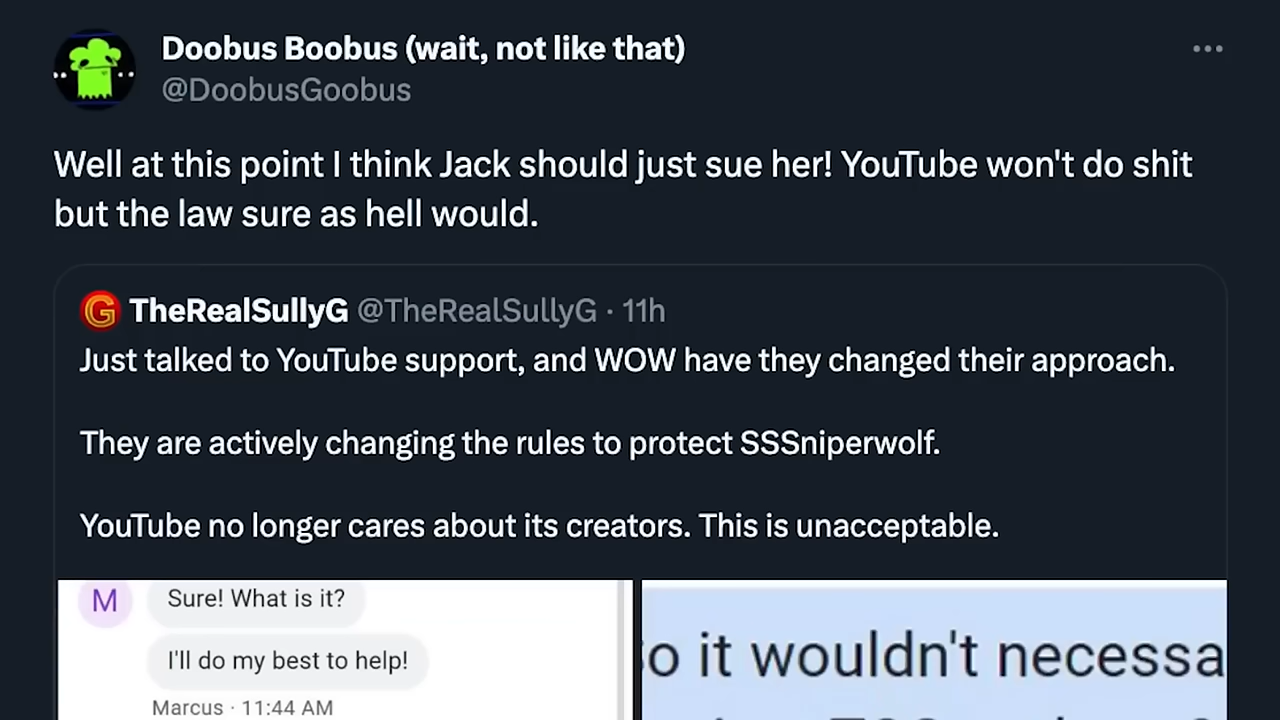 Doobus Boobus (wait, not like that)
@DoobusGoobus
Well at this point I think Jack should just sue her! YouTube won't do shit
but the law sure as hell would.
G TheRealSullyG @TheRealSullyG · 11h
Just talked to YouTube support, and WOW have they changed their approach.
They are actively changing the rules to protect SSSniperwolf.
YouTube no longer cares about its creators. This is unacceptable.
M Sure! What is it?
I'll do my best to help!
Marcus · 11:44 AM
it wouldn't necessa